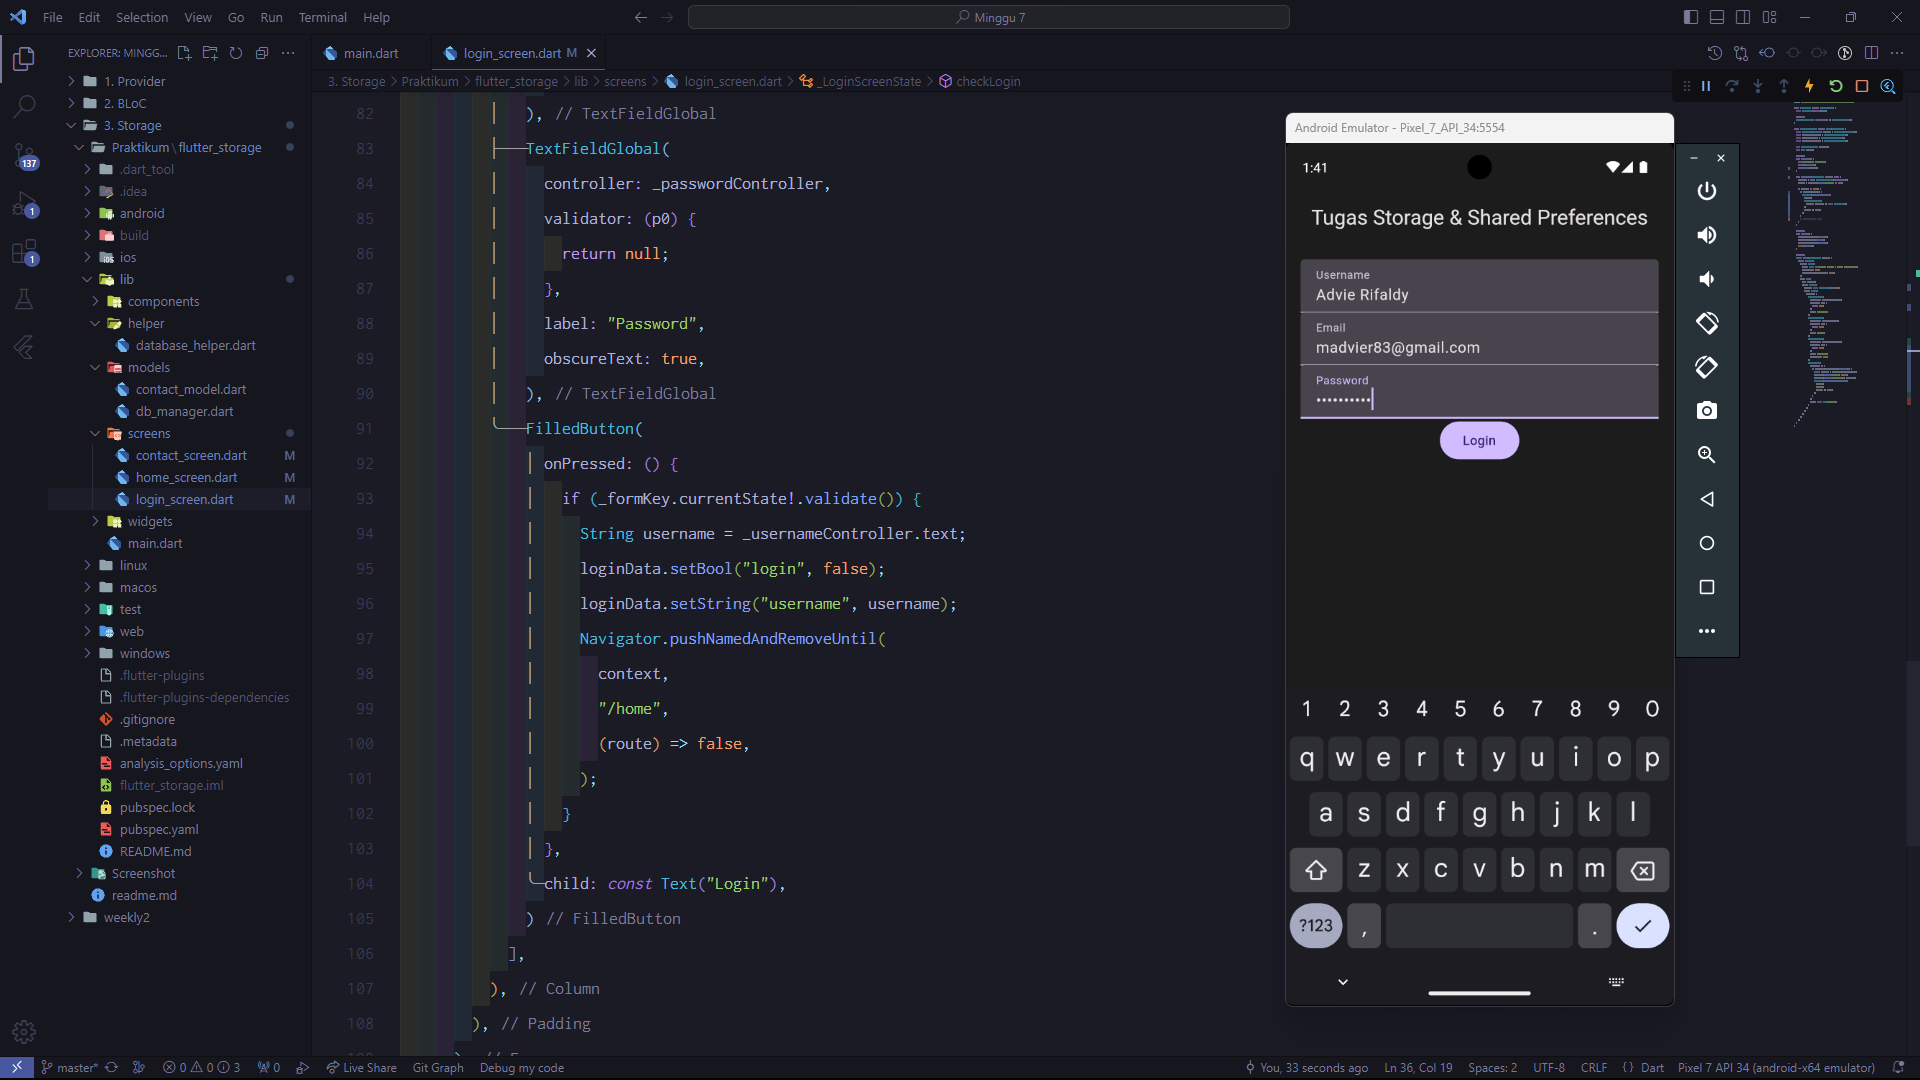 File Edit Selection View Go Run Terminal Help
Minggu 7
EXPLORER: MINGG...
main.dart
login_screen.dart M
3. Storage > Praktikum > flutter_storage > lib > screens > login_screen.dart > _LoginScreenState > checkLogin
1. Provider
2. BLoC
3. Storage
Praktikum \ flutter_storage
.dart_tool
.idea
android
build
ios
lib
components
helper
database_helper.dart
models
contact_model.dart
db_manager.dart
screens
contact_screen.dart M
home_screen.dart M
login_screen.dart M
widgets
main.dart
linux
macos
test
web
windows
.flutter-plugins
.flutter-plugins-dependencies
.gitignore
.metadata
analysis_options.yaml
flutter_storage.iml
pubspec.lock
pubspec.yaml
README.md
Screenshot
readme.md
weekly2
137
1
1
82 ), // TextFieldGlobal
83 TextFieldGlobal(
84 controller: _passwordController,
85 validator: (p0) {
86 return null;
87 },
88 label: "Password",
89 obscureText: true,
90 ), // TextFieldGlobal
91 FilledButton(
92 onPressed: () {
93 if (_formKey.currentState!.validate()) {
94 String username = _usernameController.text;
95 loginData.setBool("login", false);
96 loginData.setString("username", username);
97 Navigator.pushNamedAndRemoveUntil(
98 context,
99 "/home",
100 (route) => false,
101 );
102 }
103 },
104 child: const Text("Login"),
105 ) // FilledButton
106 ],
107 ), // Column
108 ), // Padding
Android Emulator - Pixel_7_API_34:5554
1:41
Tugas Storage & Shared Preferences
Username
Advie Rifaldy
Email
madvier83@gmail.com
Password
••••••••••
Login
1 2 3 4 5 6 7 8 9 0
q w e r t y u i o p
a s d f g h j k l
z x c v b n m
?123 , .
master* 0 0 3 0 Live Share Git Graph Debug my code
You, 33 seconds ago Ln 36, Col 19 Spaces: 2 UTF-8 CRLF { } Dart Pixel 7 API 34 (android-x64 emulator)